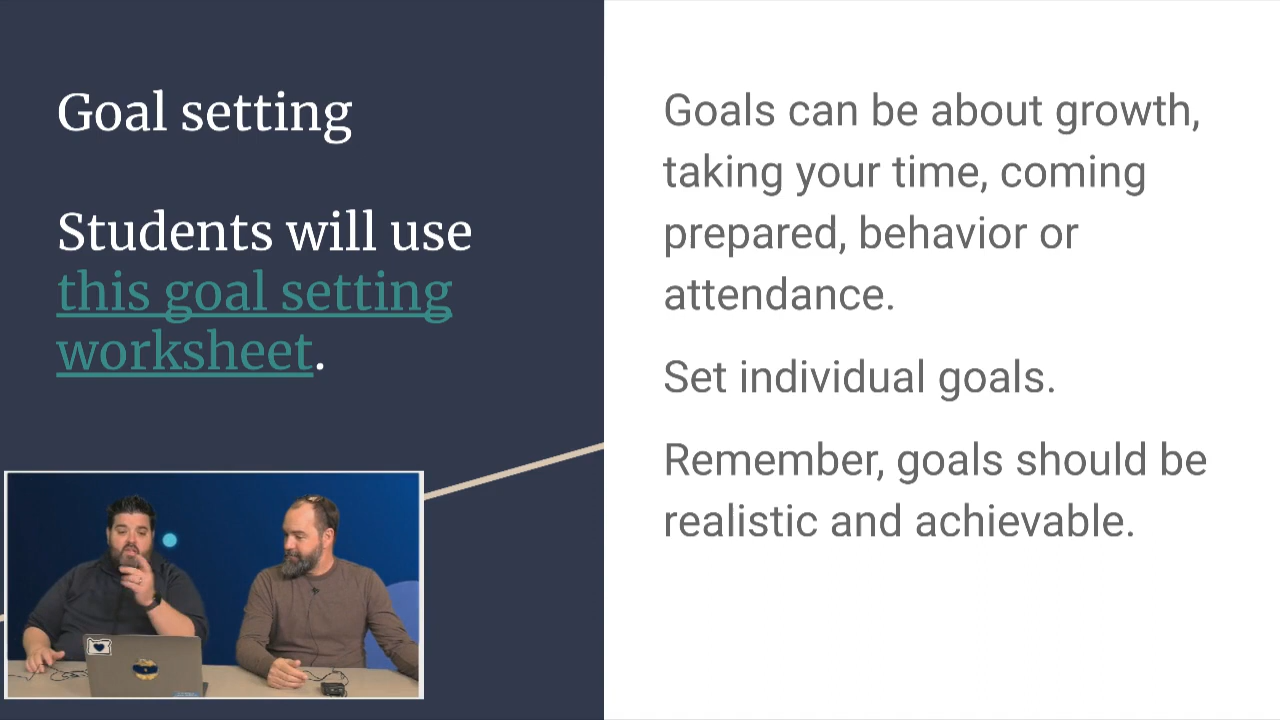 Goal setting
Students will use
this goal setting
worksheet.
Goals can be about growth,
taking your time, coming
prepared, behavior or
attendance.
Set individual goals.
Remember, goals should be
realistic and achievable.